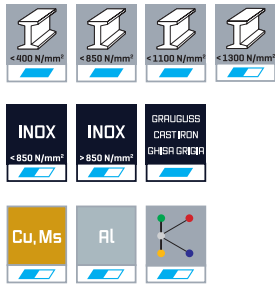 <400 N/mm² <850 N/mm² <1100 N/mm² <1300 N/mm²
INOX INOX GRAUGUSS
CAST IRON
GHISA GRIGIA
<850 N/mm² >850 N/mm²
Cu, Ms Al